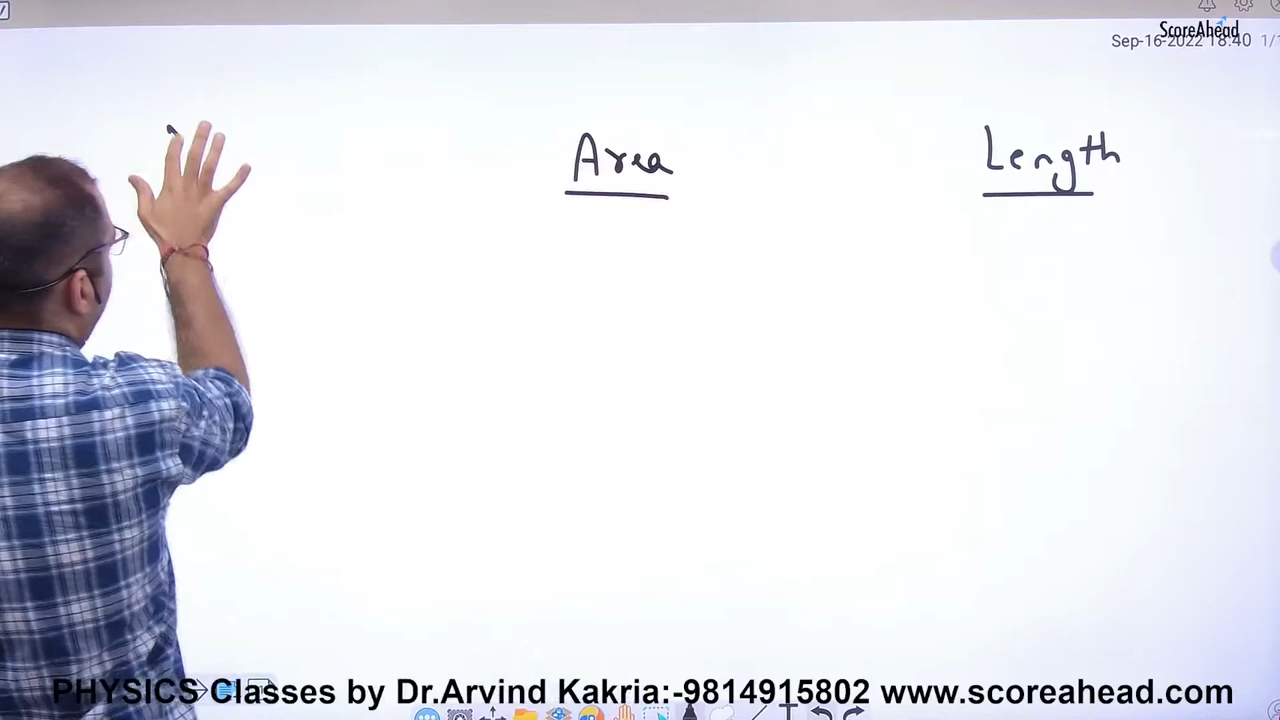 ScoreAhead
Sep-16-2022 18:40 1/1
Area
Length
PHYSICS Classes by Dr.Arvind Kakria:-9814915802 www.scoreahead.com